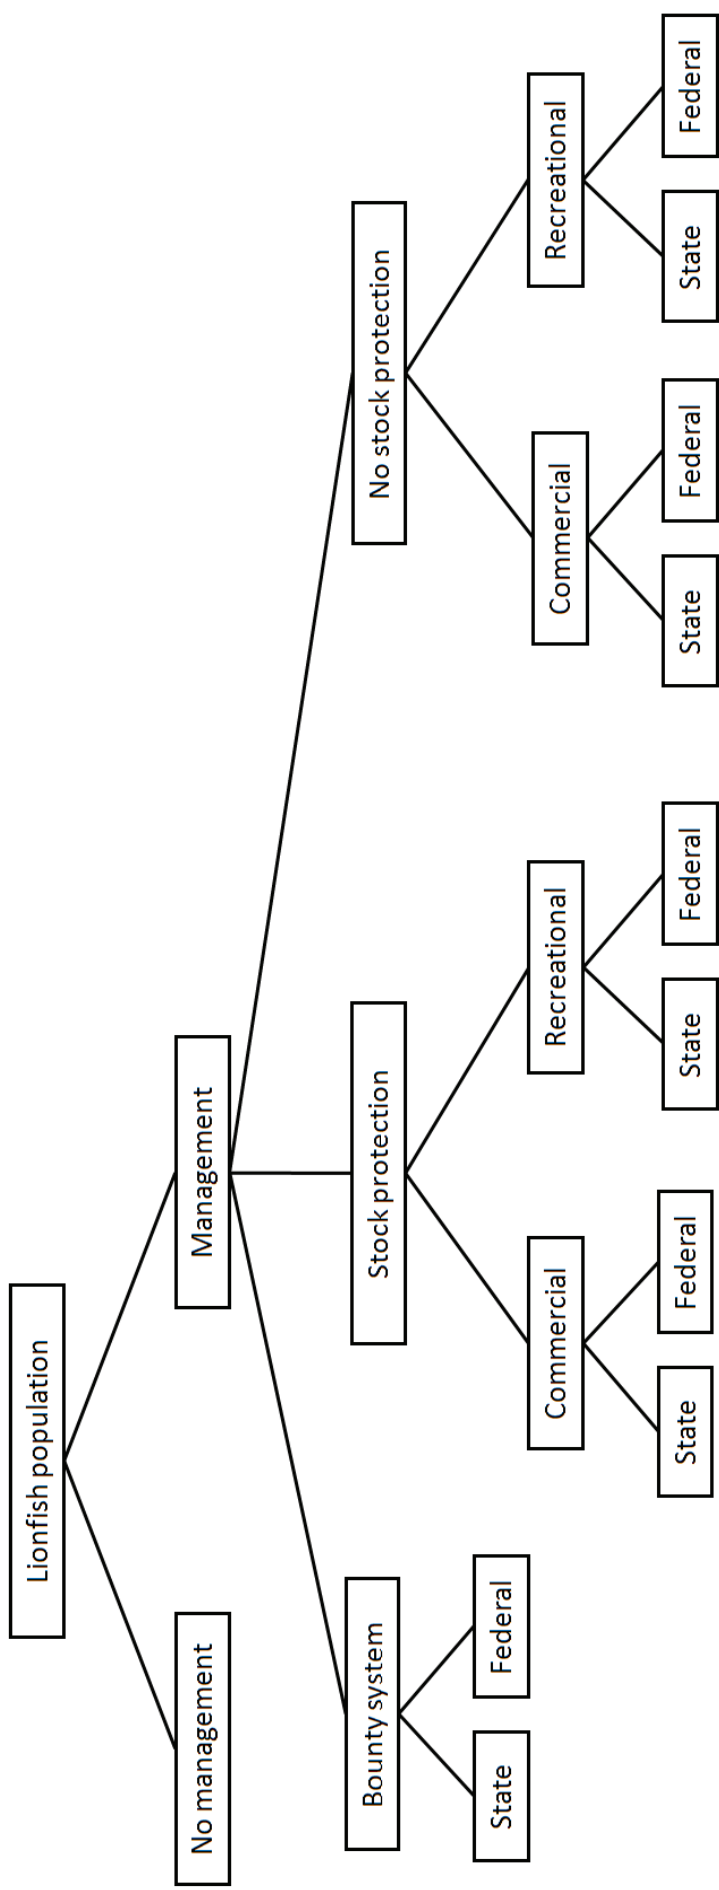 Lionfish population
No management
Management
Bounty system
Stock protection
No stock protection
State
Federal
Commercial
Recreational
Commercial
Recreational
State
Federal
State
Federal
State
Federal
State
Federal